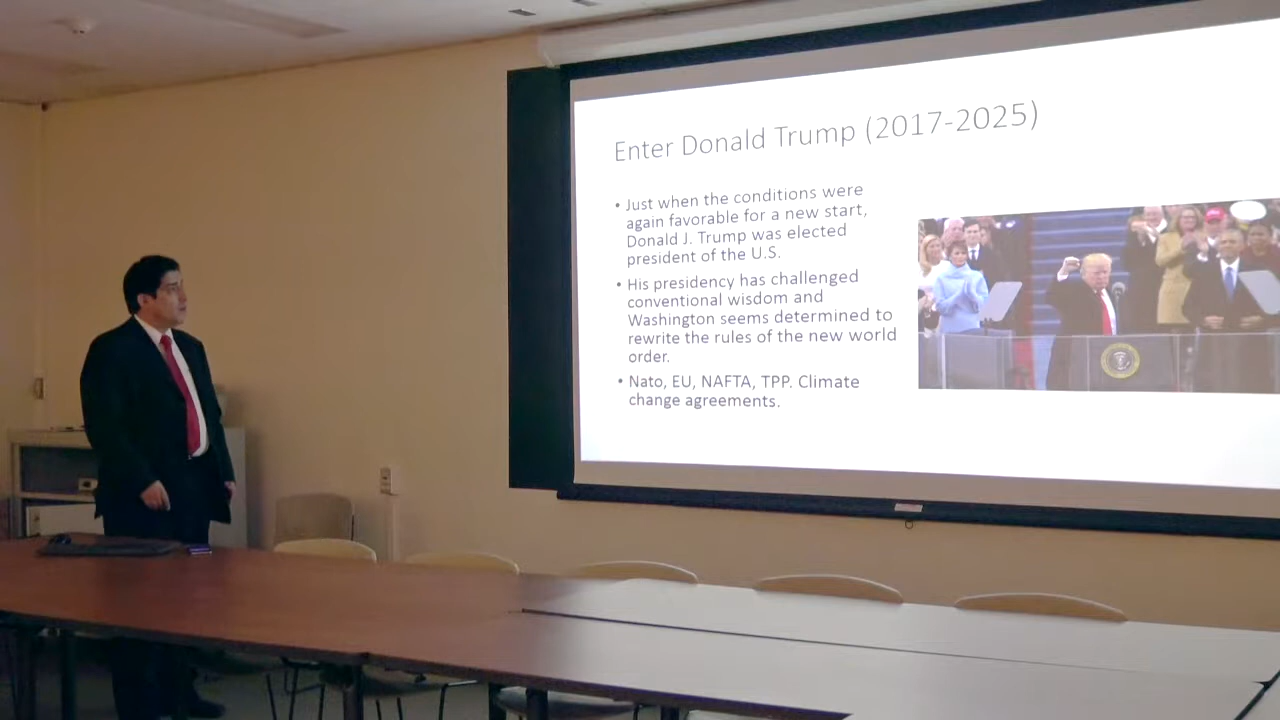 Enter Donald Trump (2017-2025)
• Just when the conditions were
again favorable for a new start,
Donald J. Trump was elected
president of the U.S.
• His presidency has challenged
conventional wisdom and
Washington seems determined to
rewrite the rules of the new world
order.
• Nato, EU, NAFTA, TPP. Climate
change agreements.